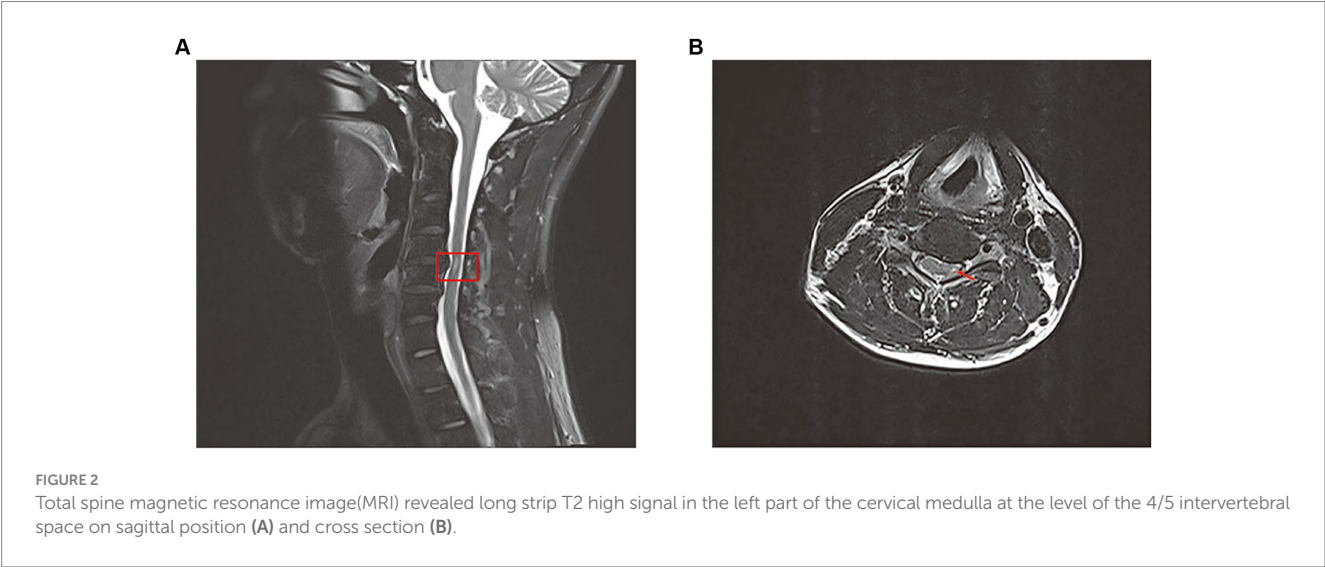 A
B
FIGURE 2
Total spine magnetic resonance image(MRI) revealed long strip T2 high signal in the left part of the cervical medulla at the level of the 4/5 intervertebral
space on sagittal position (A) and cross section (B).